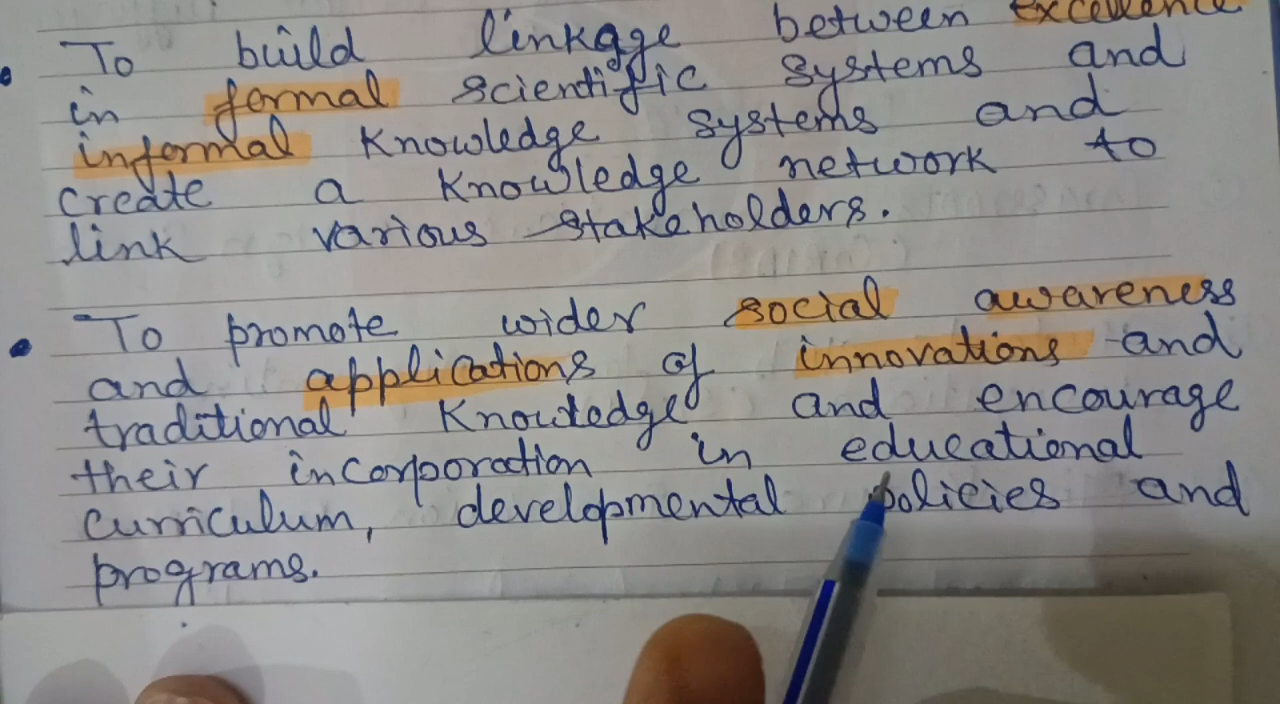 To build linkage between excellence
in formal scientific systems and
informal Knowledge systems and
create a Knowledge network to
link various stakeholders.
To promote wider social awareness
and applications of innovations and
traditional Knowledge and encourage
their incorporation in educational
curriculum, developmental policies and
programs.